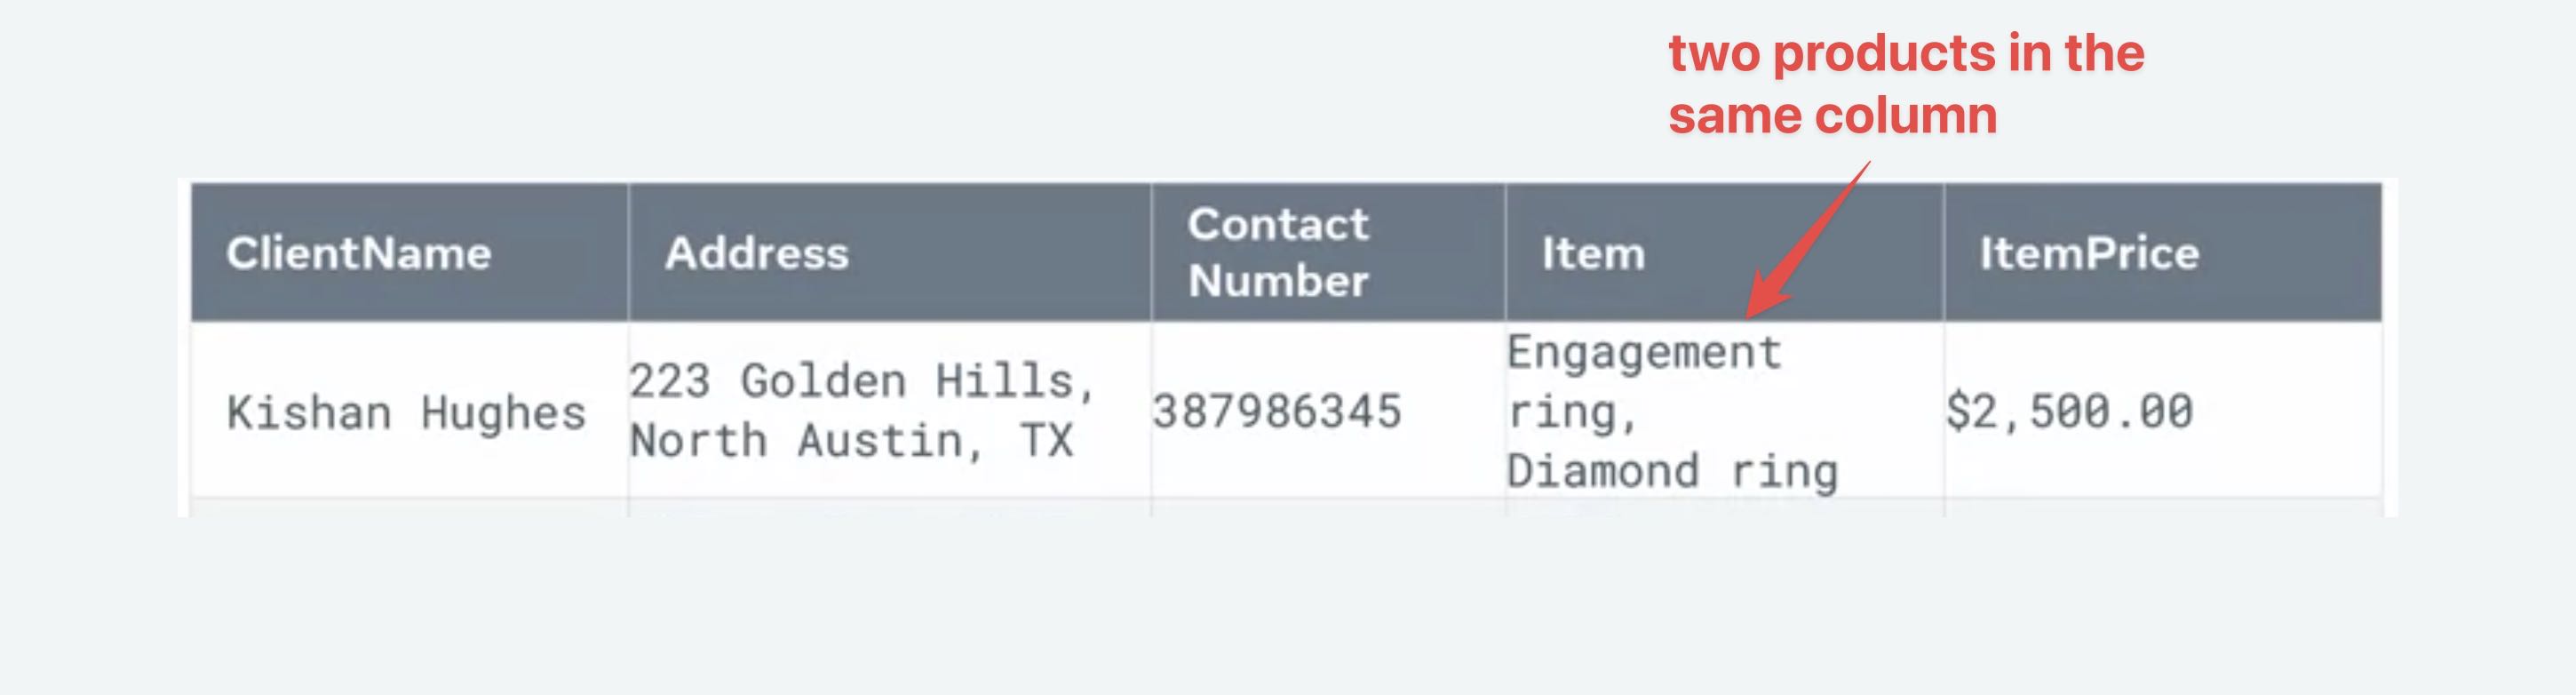 two products in the
same column
ClientName
Address
Contact
Number
Item
ItemPrice
Kishan Hughes
223 Golden Hills,
North Austin, TX
387986345
Engagement
ring,
Diamond ring
$2,500.00